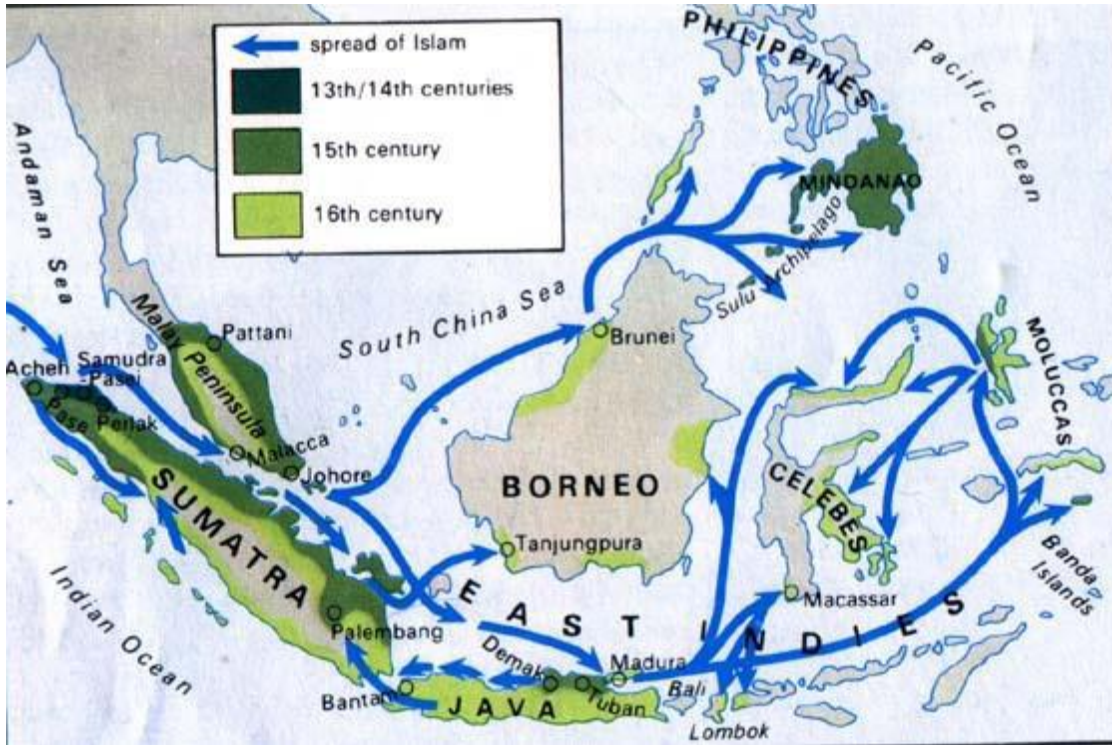 spread of Islam
13th/14th centuries
15th century
16th century
PHILIPPINES
Pacific Ocean
Andaman Sea
MINDANAO
Sulu Archipelago
South China Sea
Malay Peninsula
Pattani
Brunei
MOLUCCAS
Acheh
Samudra
Pasei
Pase
Perlak
Malacca
Johore
SUMATRA
BORNEO
CELEBES
Tanjungpura
Banda Islands
Macassar
EAST INDIES
Indian Ocean
Palembang
Demak
Madura
Bantam
JAVA
Tuban
Bali
Lombok